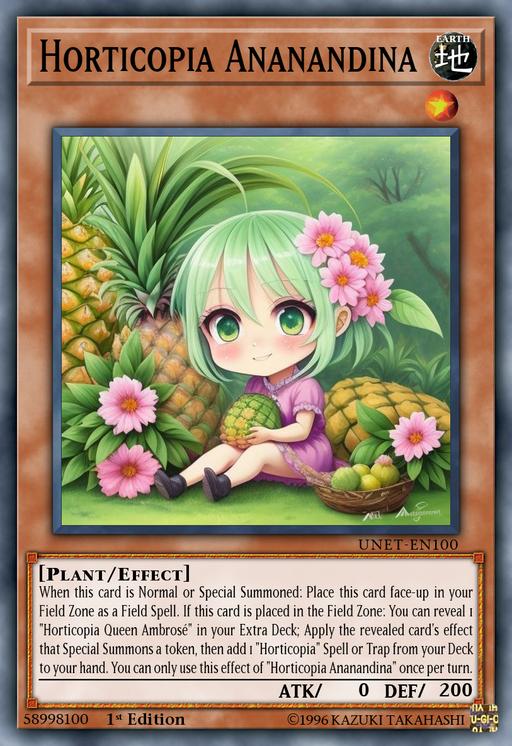 HORTICOPIA ANANANDINA
EARTH
地
UNET-EN100
[PLANT/EFFECT]
When this card is Normal or Special Summoned: Place this card face-up in your
Field Zone as a Field Spell. If this card is placed in the Field Zone: You can reveal 1
"Horticopia Queen Ambrosé" in your Extra Deck; Apply the revealed card's effect
that Special Summons a token, then add 1 "Horticopia" Spell or Trap from your Deck
to your hand. You can only use this effect of "Horticopia Ananandina" once per turn.
ATK/ 0 DEF/ 200
58998100 1st Edition ©1996 KAZUKI TAKAHASHI